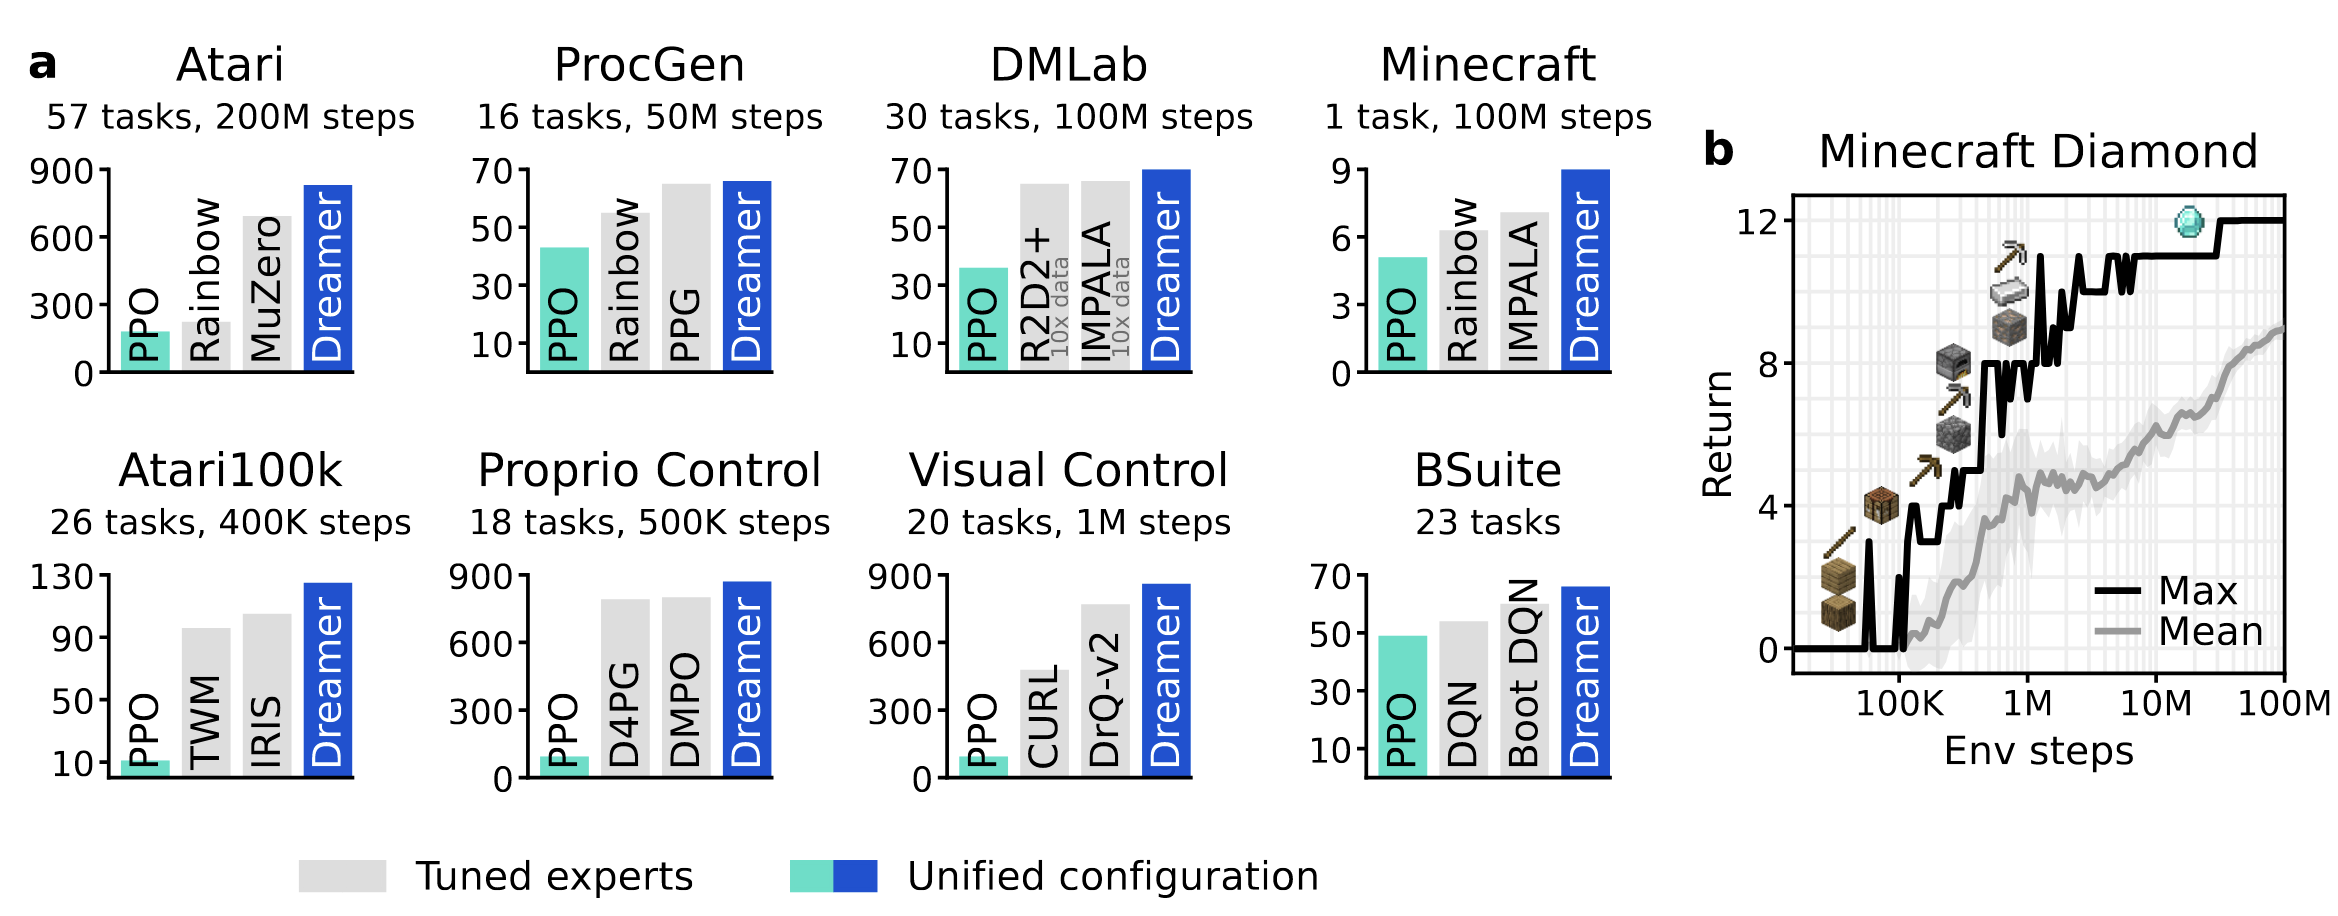 a
Atari
57 tasks, 200M steps
900
600
300
0
PPO
Rainbow
MuZero
Dreamer
ProcGen
16 tasks, 50M steps
70
50
30
10
PPO
Rainbow
PPG
Dreamer
DMLab
30 tasks, 100M steps
70
50
30
10
PPO
R2D2+
10x data
IMPALA
10x data
Dreamer
Minecraft
1 task, 100M steps
9
6
3
0
PPO
Rainbow
IMPALA
Dreamer
Atari100k
26 tasks, 400K steps
130
90
50
10
PPO
TWM
IRIS
Dreamer
Proprio Control
18 tasks, 500K steps
900
600
300
0
PPO
D4PG
DMPO
Dreamer
Visual Control
20 tasks, 1M steps
900
600
300
0
PPO
CURL
DrQ-v2
Dreamer
BSuite
23 tasks
70
50
30
10
PPO
DQN
Boot DQN
Dreamer
Tuned experts
Unified configuration
b
Minecraft Diamond
Return
12
8
4
0
Max
Mean
100K
1M
10M
100M
Env steps